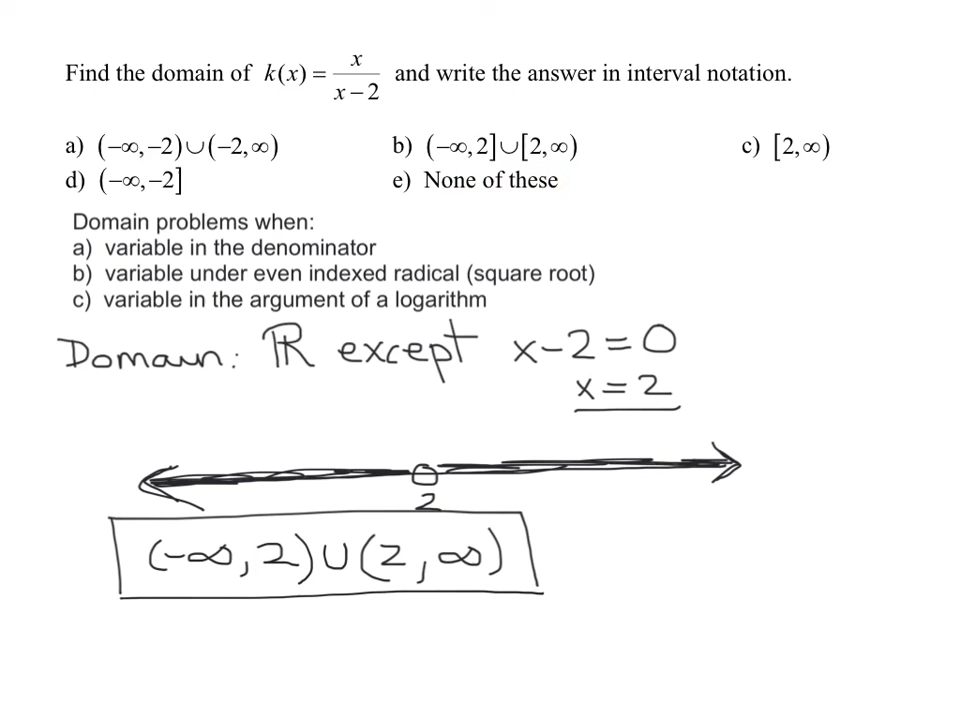 Find the domain of k(x) = x/(x − 2) and write the answer in interval notation.
a) (−∞, −2)∪(−2, ∞) b) (−∞, 2]∪[2, ∞) c) [2, ∞)
d) (−∞, −2] e) None of these
Domain problems when:
a) variable in the denominator
b) variable under even indexed radical (square root)
c) variable in the argument of a logarithm
Domain: ℝ except x − 2 = 0
x = 2
2
(−∞, 2) ∪ (2, ∞)